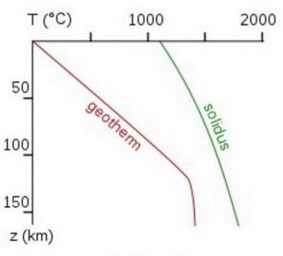 T (°C) 1000 2000
50
geotherm
solidus
100
150
z (km)